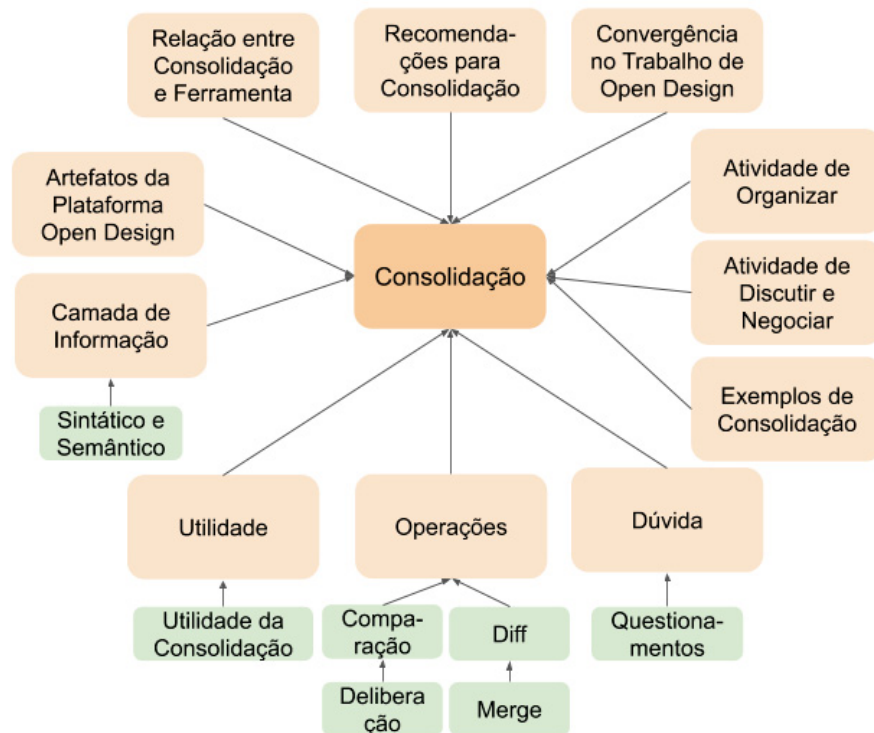 Relação entre
Consolidação
e Ferramenta
Recomenda-
ções para
Consolidação
Convergência
no Trabalho de
Open Design
Artefatos da
Plataforma
Open Design
Atividade de
Organizar
Consolidação
Atividade de
Discutir e
Negociar
Camada de
Informação
Exemplos de
Consolidação
Sintático e
Semântico
Utilidade
Operações
Dúvida
Utilidade da
Consolidação
Compa-
ração
Diff
Questiona-
mentos
Delibera
ção
Merge